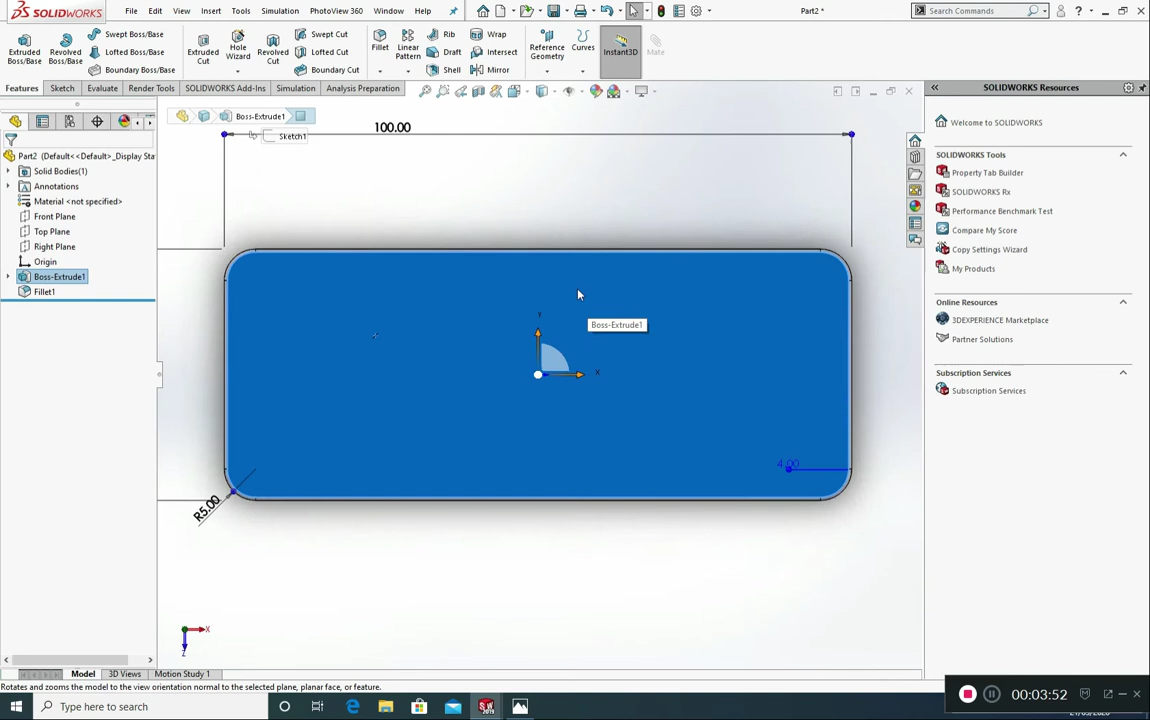 SOLIDWORKS
File Edit View Insert Tools Simulation PhotoView 360 Window Help
Part2 *
Search Commands
Extruded Boss/Base
Revolved Boss/Base
Swept Boss/Base
Lofted Boss/Base
Boundary Boss/Base
Extruded Cut
Hole Wizard
Revolved Cut
Swept Cut
Lofted Cut
Boundary Cut
Fillet
Linear Pattern
Rib
Draft
Shell
Wrap
Intersect
Mirror
Reference Geometry
Curves
Instant3D
Mate
Features Sketch Evaluate Render Tools SOLIDWORKS Add-Ins Simulation Analysis Preparation
SOLIDWORKS Resources
Boss-Extrude1
Sketch1
Part2 (Default<<Default>_Display Sta
Solid Bodies(1)
Annotations
Material <not specified>
Front Plane
Top Plane
Right Plane
Origin
Boss-Extrude1
Fillet1
100.00
Y
X
Boss-Extrude1
4.00
R5.00
X
Z
Welcome to SOLIDWORKS
SOLIDWORKS Tools
Property Tab Builder
SOLIDWORKS Rx
Performance Benchmark Test
Compare My Score
Copy Settings Wizard
My Products
Online Resources
3DEXPERIENCE Marketplace
Partner Solutions
Subscription Services
Subscription Services
Model 3D Views Motion Study 1
Rotates and zooms the model to the view orientation normal to the selected plane, planar face, or feature.
Type here to search
00:03:52